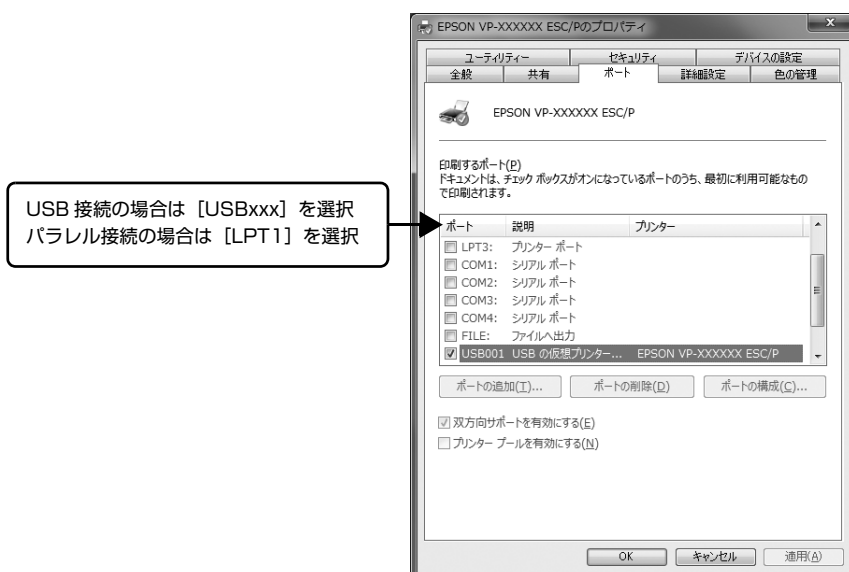 EPSON VP-XXXXXX ESC/Pのプロパティ
x
ユーティリティー セキュリティ デバイスの設定
全般 共有 ポート 詳細設定 色の管理
EPSON VP-XXXXXX ESC/P
印刷するポート(P)
ドキュメントは、チェック ボックスがオンになっているポートのうち、最初に利用可能なもの
で印刷されます。
USB 接続の場合は［USBxxx］を選択
パラレル接続の場合は［LPT1］を選択
ポート 説明 プリンター
LPT3: プリンター ポート
COM1: シリアル ポート
COM2: シリアル ポート
COM3: シリアル ポート
COM4: シリアル ポート
FILE: ファイルへ出力
USB001 USB の仮想プリンター... EPSON VP-XXXXXX ESC/P
ポートの追加(T)... ポートの削除(D) ポートの構成(C)...
双方向サポートを有効にする(E)
プリンター プールを有効にする(N)
OK キャンセル 適用(A)